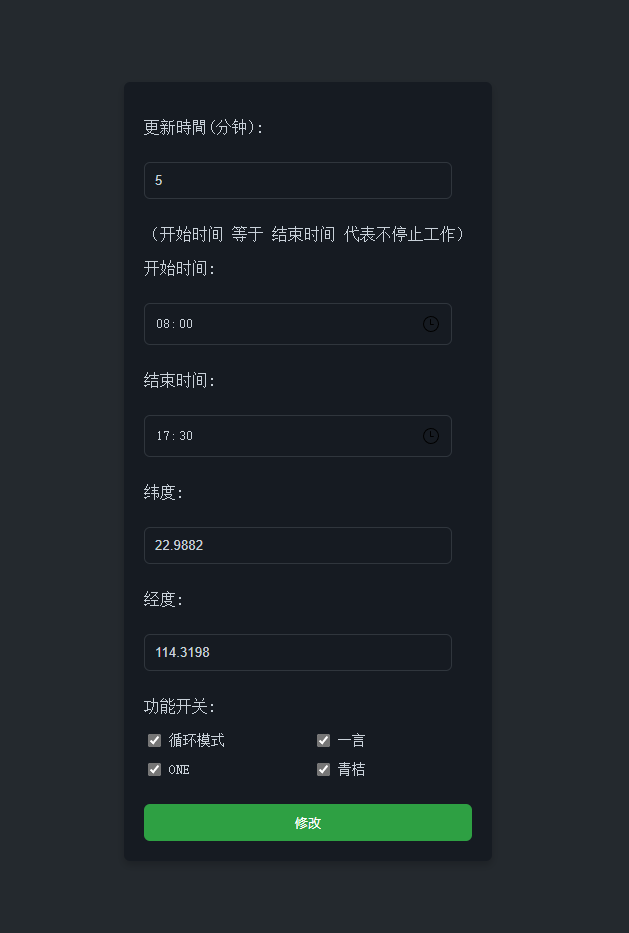 更新時間(分钟):
5
（开始时间 等于 结束时间 代表不停止工作）
开始时间:
08:00
结束时间:
17:30
纬度:
22.9882
经度:
114.3198
功能开关:
循环模式 一言
ONE 青桔
修改